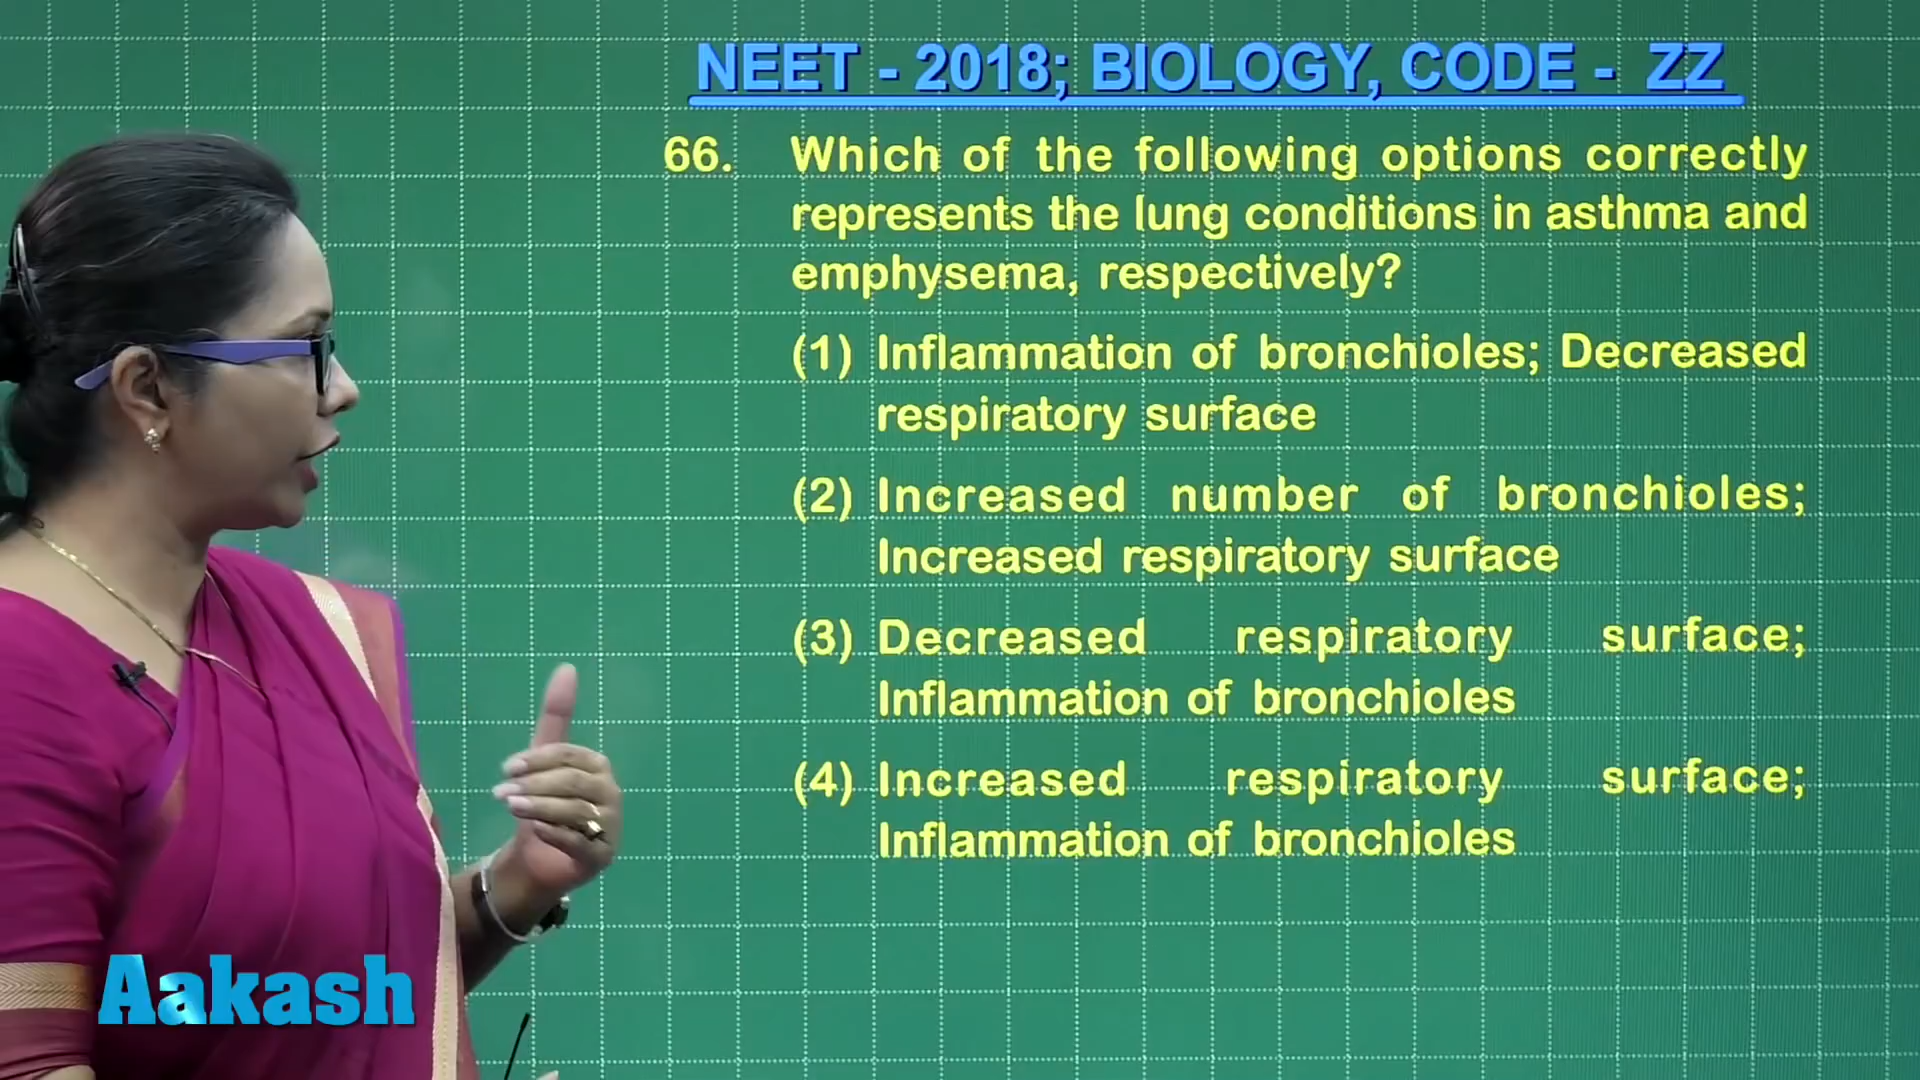 NEET - 2018; BIOLOGY, CODE - ZZ
66. Which of the following options correctly
represents the lung conditions in asthma and
emphysema, respectively?
(1) Inflammation of bronchioles; Decreased
respiratory surface
(2) Increased number of bronchioles;
Increased respiratory surface
(3) Decreased respiratory surface;
Inflammation of bronchioles
(4) Increased respiratory surface;
Inflammation of bronchioles
Aakash